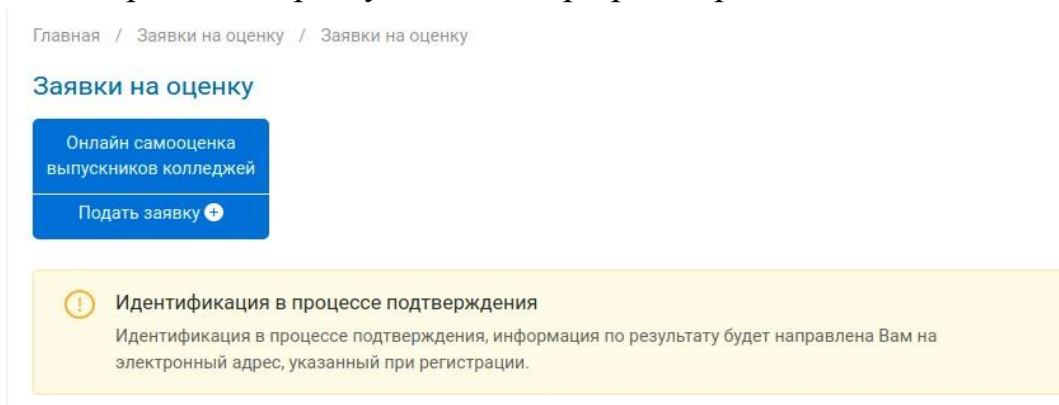 Главная / Заявки на оценку / Заявки на оценку
Заявки на оценку
Онлайн самооценка
выпускников колледжей
Подать заявку
Идентификация в процессе подтверждения
Идентификация в процессе подтверждения, информация по результату будет направлена Вам на
электронный адрес, указанный при регистрации.